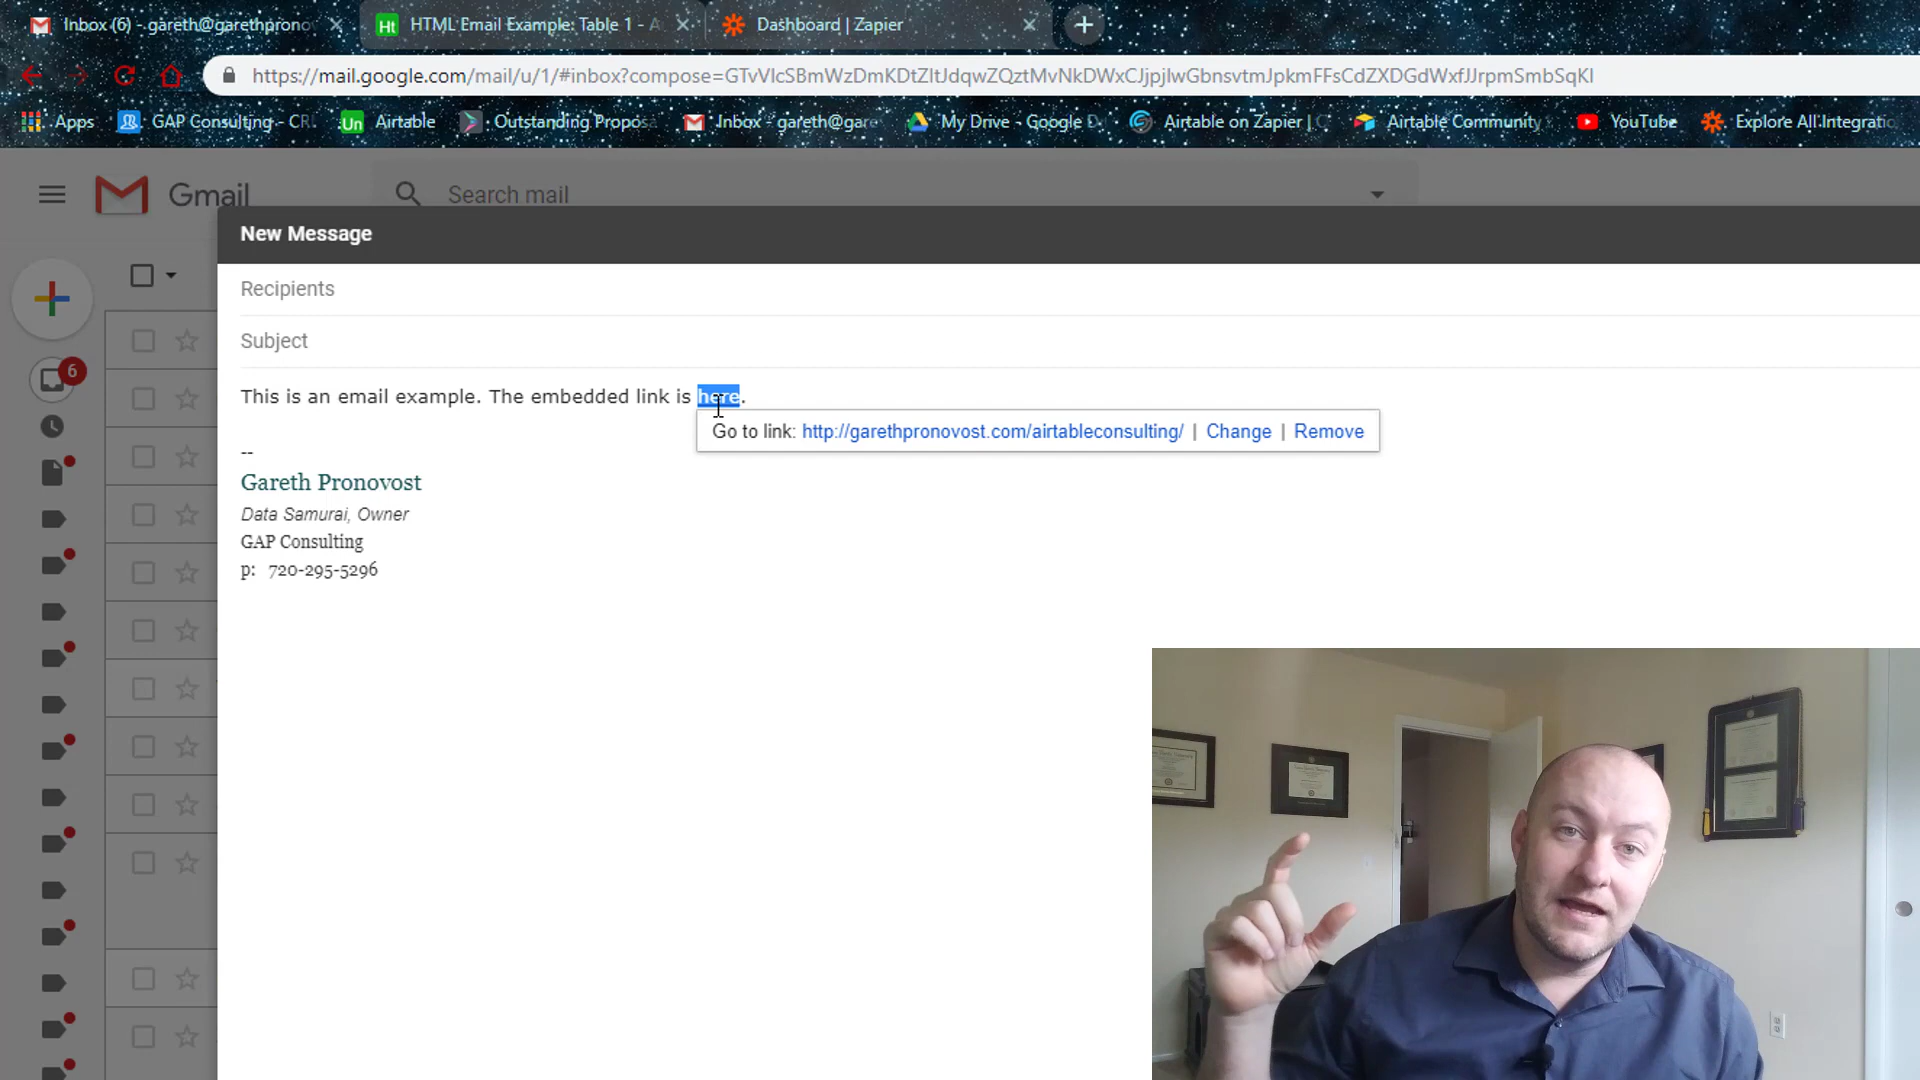 Inbox (6) - gareth@garethprono
HTML Email Example: Table 1 - A
Dashboard | Zapier
https://mail.google.com/mail/u/1/#inbox?compose=GTvVlcSBmWzDmKDtZltJdqwZQztMvNkDWxCJjpjlwGbnsvtmJpkmFFsCdZXDGdWxfJJrpmSmbSqKl
Apps
GAP Consulting - CR
Airtable
Outstanding Propos
Inbox - gareth@gare
My Drive - Google D
Airtable on Zapier |
Airtable Community
YouTube
Explore All Integrati
Gmail
Search mail
New Message
Recipients
Subject
6
This is an email example. The embedded link is here.
Go to link: http://garethpronovost.com/airtableconsulting/ | Change | Remove
--
Gareth Pronovost
Data Samurai, Owner
GAP Consulting
p: 720-295-5296